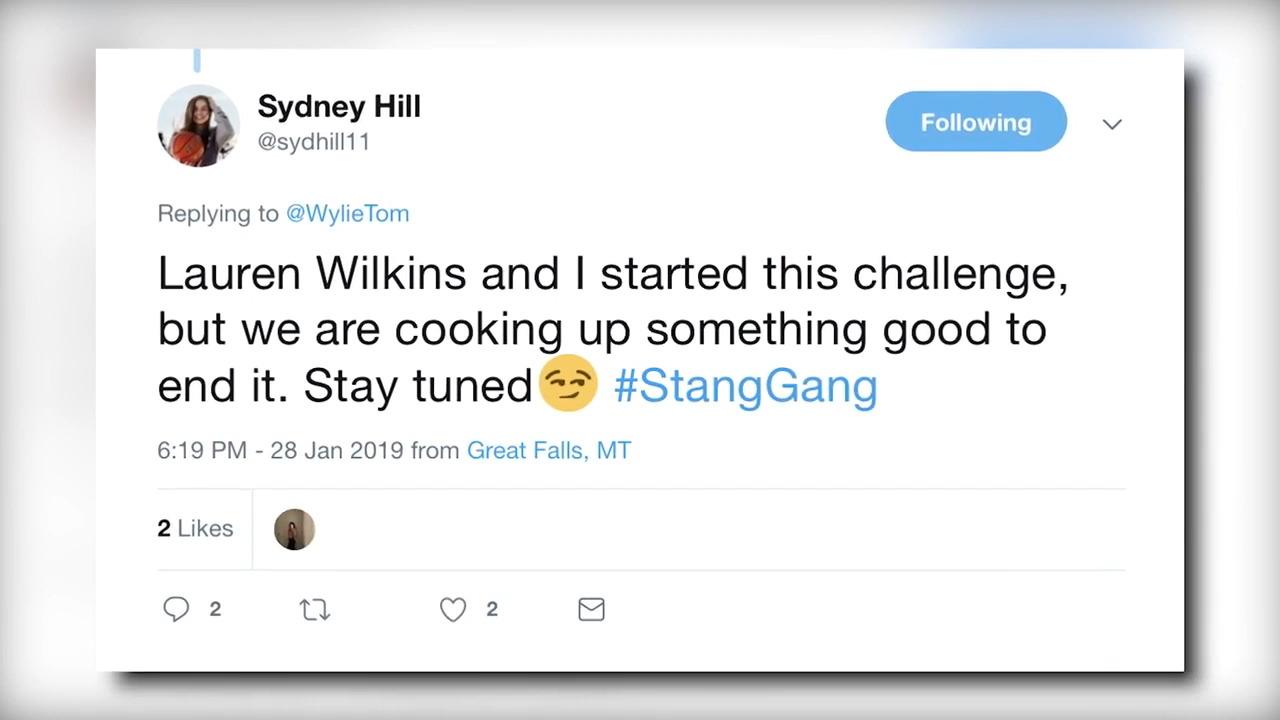 Sydney Hill
@sydhill11
Following
Replying to @WylieTom
Lauren Wilkins and I started this challenge,
but we are cooking up something good to
end it. Stay tuned😏 #StangGang
6:19 PM - 28 Jan 2019 from Great Falls, MT
2 Likes
2 2